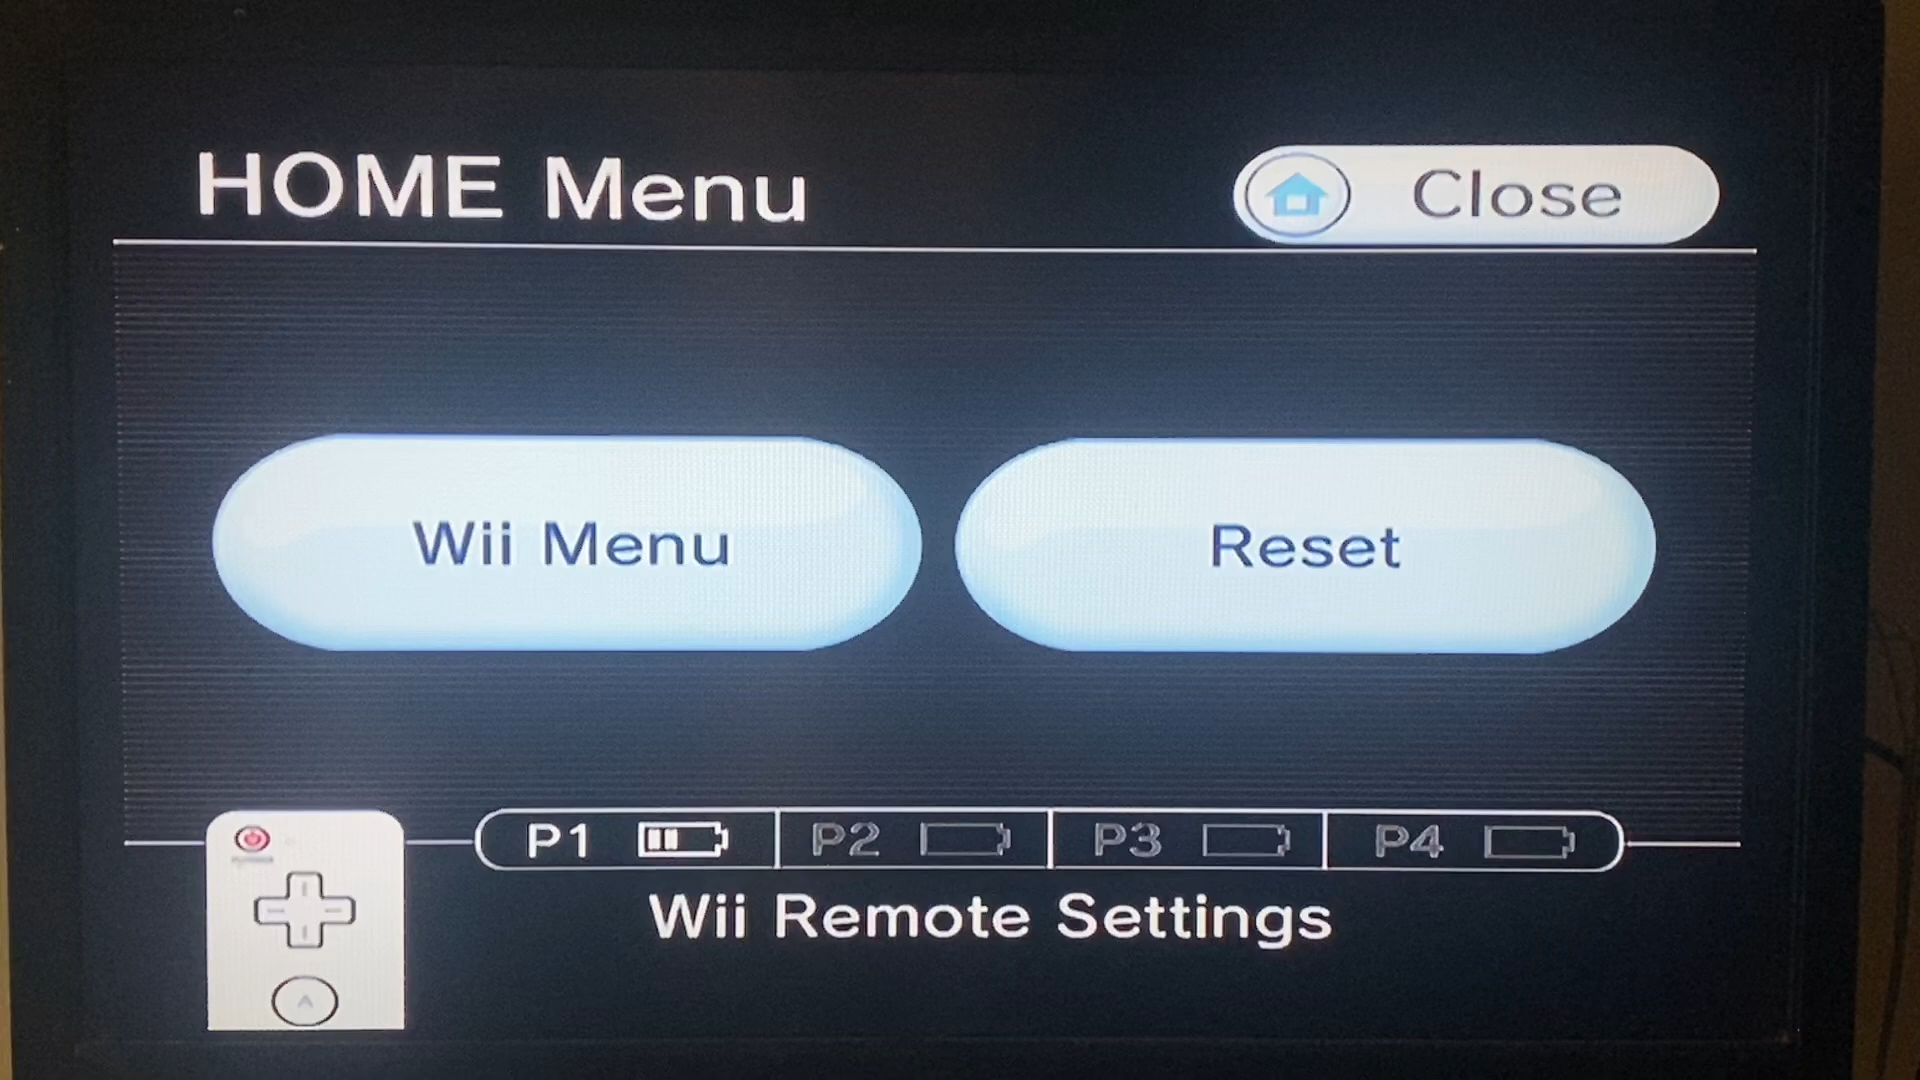 HOME Menu
Close
Wii Menu
Reset
P1 P2 P3 P4
Wii Remote Settings
A